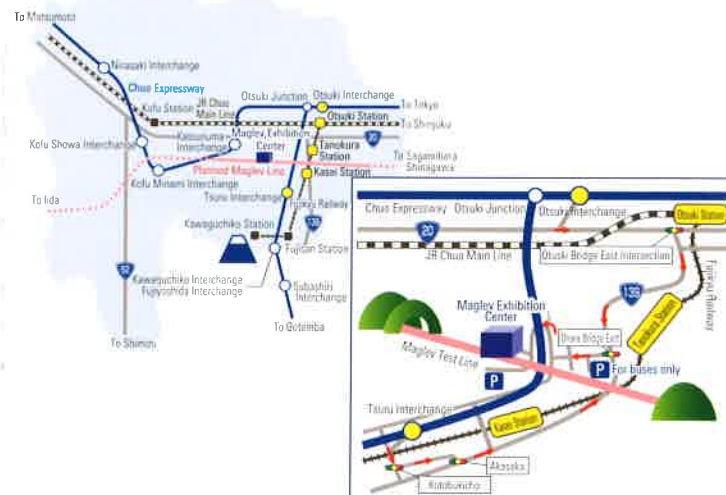 To Matsumoto
Nirasaki Interchange
Chuo Expressway
Kofu Station
JR Chuo
Main Line
Otsuki Junction
Otsuki Interchange
To Tokyo
Otsuki Station
To Shinjuku
20
Kofu Showa Interchange
Katsunuma
Interchange
Maglev Exhibition
Center
Tanokura
Station
To Sagamihara
Shinagawa
Planned Maglev Line
Kasei Station
Kofu Minami Interchange
To Iida
Tsuru Interchange
Fujikyu Railway
139
Kawaguchiko Station
Fujisan Station
52
Kawaguchiko Interchange
Fujiyoshida Interchange
Subashiri
Interchange
To Gotemba
To Shimizu
Chuo Expressway
Otsuki Junction
Otsuki Interchange
Otsuki Station
20
JR Chuo Main Line
Otsuki Bridge East Intersection
Fujikyu Railway
139
Maglev Exhibition
Center
Tanokura Station
Maglev Test Line
P
P
For buses only
Tsuru Interchange
Kasei Station
Akasaka
Kotobukicho